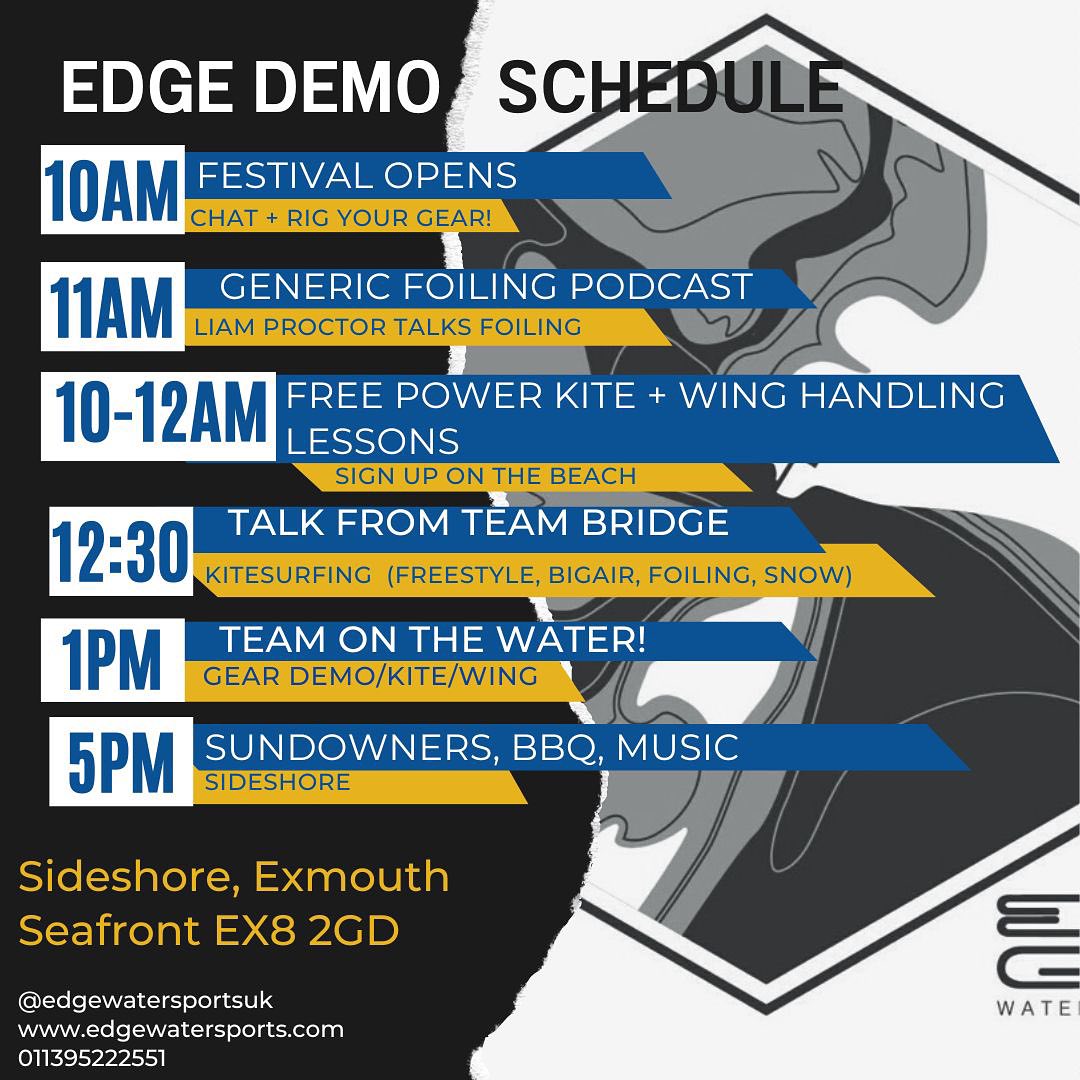 EDGE DEMO SCHEDULE
10AM
FESTIVAL OPENS
CHAT + RIG YOUR GEAR!
11AM
GENERIC FOILING PODCAST
LIAM PROCTOR TALKS FOILING
10-12AM
FREE POWER KITE + WING HANDLING
LESSONS
SIGN UP ON THE BEACH
12:30
TALK FROM TEAM BRIDGE
KITESURFING (FREESTYLE, BIGAIR, FOILING, SNOW)
1PM
TEAM ON THE WATER!
GEAR DEMO/KITE/WING
5PM
SUNDOWNERS, BBQ, MUSIC
SIDESHORE
Sideshore, Exmouth
Seafront EX8 2GD
@edgewatersportsuk
www.edgewatersports.com
011395222551